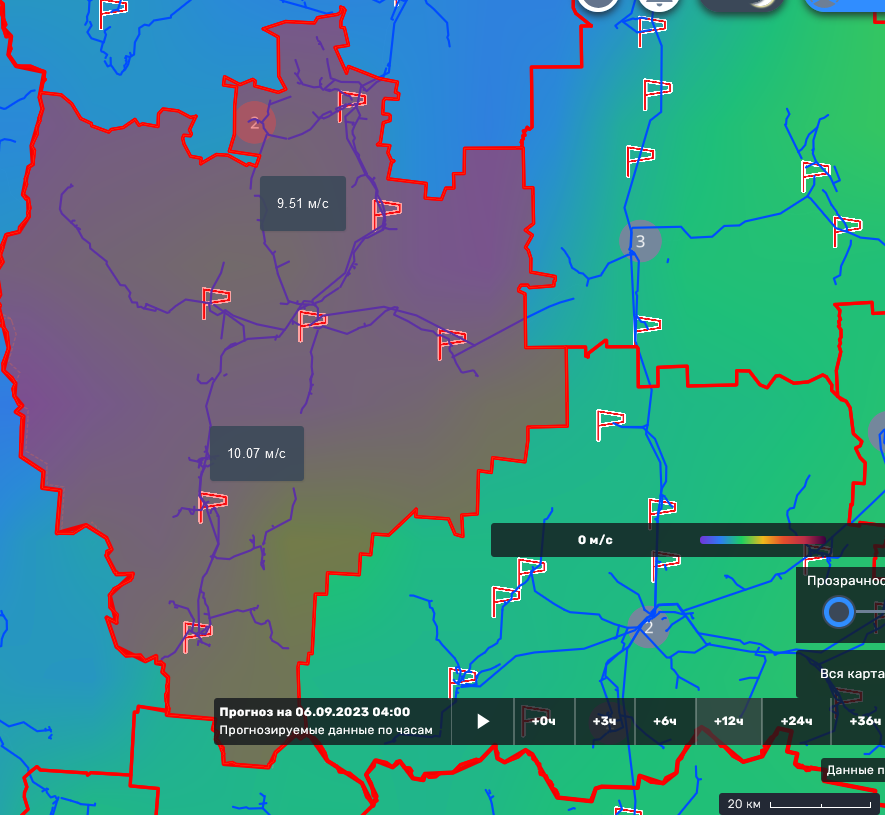 2
9.51 м/с
3
10.07 м/с
0 м/с
Прозрачнос
2
Вся карта
Прогноз на 06.09.2023 04:00
Прогнозируемые данные по часам
+0ч
+3ч
+6ч
+12ч
+24ч
+36ч
Данные п
20 км